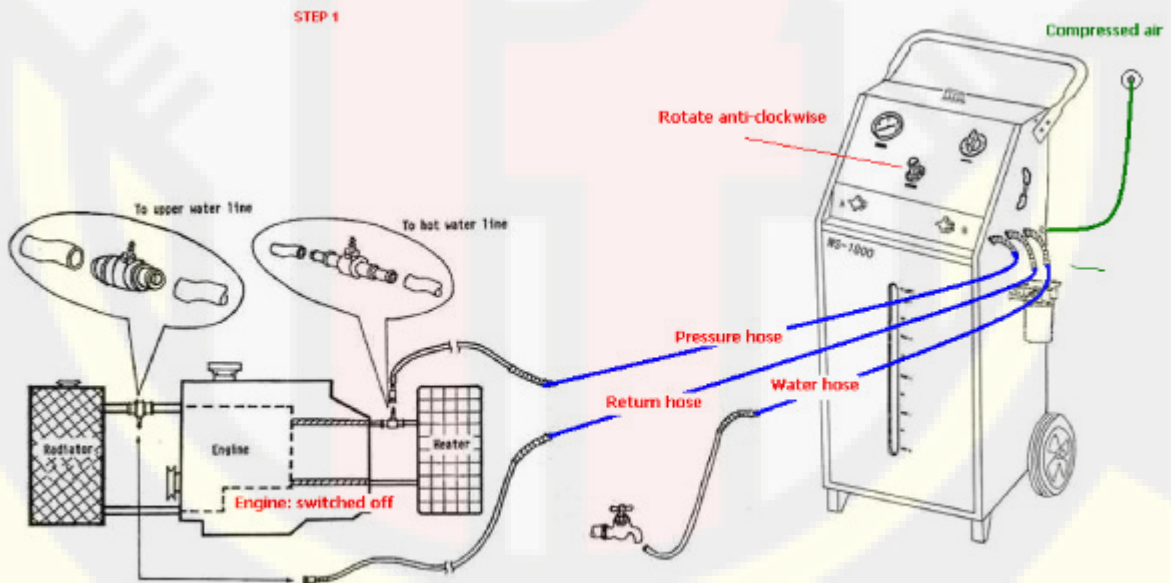 STEP 1
Compressed air
Rotate anti-clockwise
To upper water line
To hot water line
A
B
WS-1000
Pressure hose
Return hose
Water hose
Radiator
Engine
Heater
Engine: switched off